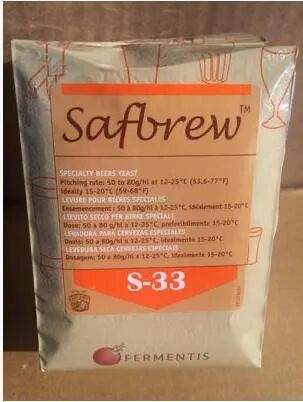 Safbrew™
SPECIALTY BEERS YEAST
Pitching rate: 50 to 80g/hl at 12-25°C (53.6-77°F)
Ideally 15-20°C (59-68°F)
LEVURE POUR BIERES SPECIALES
Ensemencement : 50 à 80g/hl à 12-25°C, idéalement 15-20°C
LIEVITO SECCO PER BIRRE SPECIALI
Dose: 50 a 80 g/hl a 12-25°C, preferibilmente 15-20°C
LEVADURA PARA CERVEZAS ESPECIALES
Dosis: 50 a 80g/hl a 12-25°C, idealmente 15-20°C
LEVEDURA SECA CERVEJAS ESPECIAIS
Dosagem: 50 a 80g/hl a 12-25°C, idealmente 15-20°C
S-33
FERMENTIS